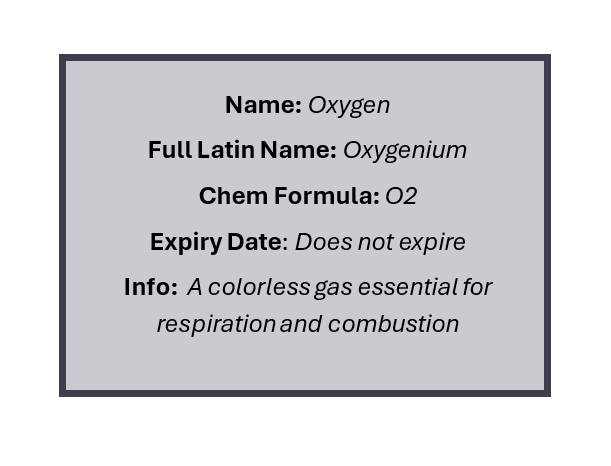 Name: Oxygen
Full Latin Name: Oxygenium
Chem Formula: O2
Expiry Date: Does not expire
Info: A colorless gas essential for
respiration and combustion